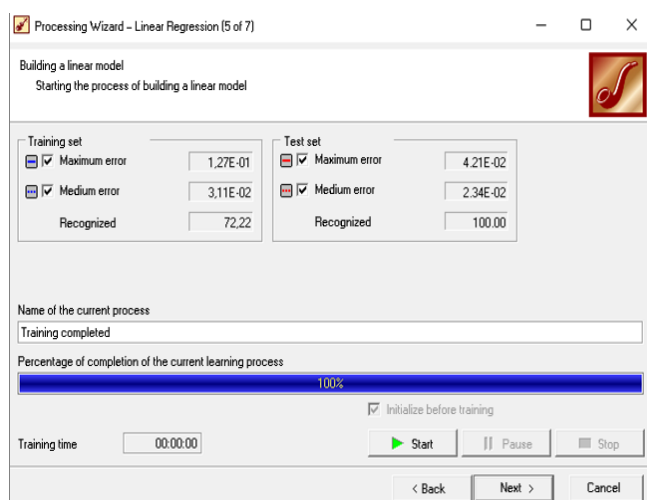 Processing Wizard – Linear Regression (5 of 7)
Building a linear model
Starting the process of building a linear model
Training set
Maximum error 1,27E-01
Medium error 3,11E-02
Recognized 72,22
Test set
Maximum error 4.21E-02
Medium error 2.34E-02
Recognized 100.00
Name of the current process
Training completed
Percentage of completion of the current learning process
100%
Initialize before training
Training time 00:00:00 Start Pause Stop
< Back Next > Cancel